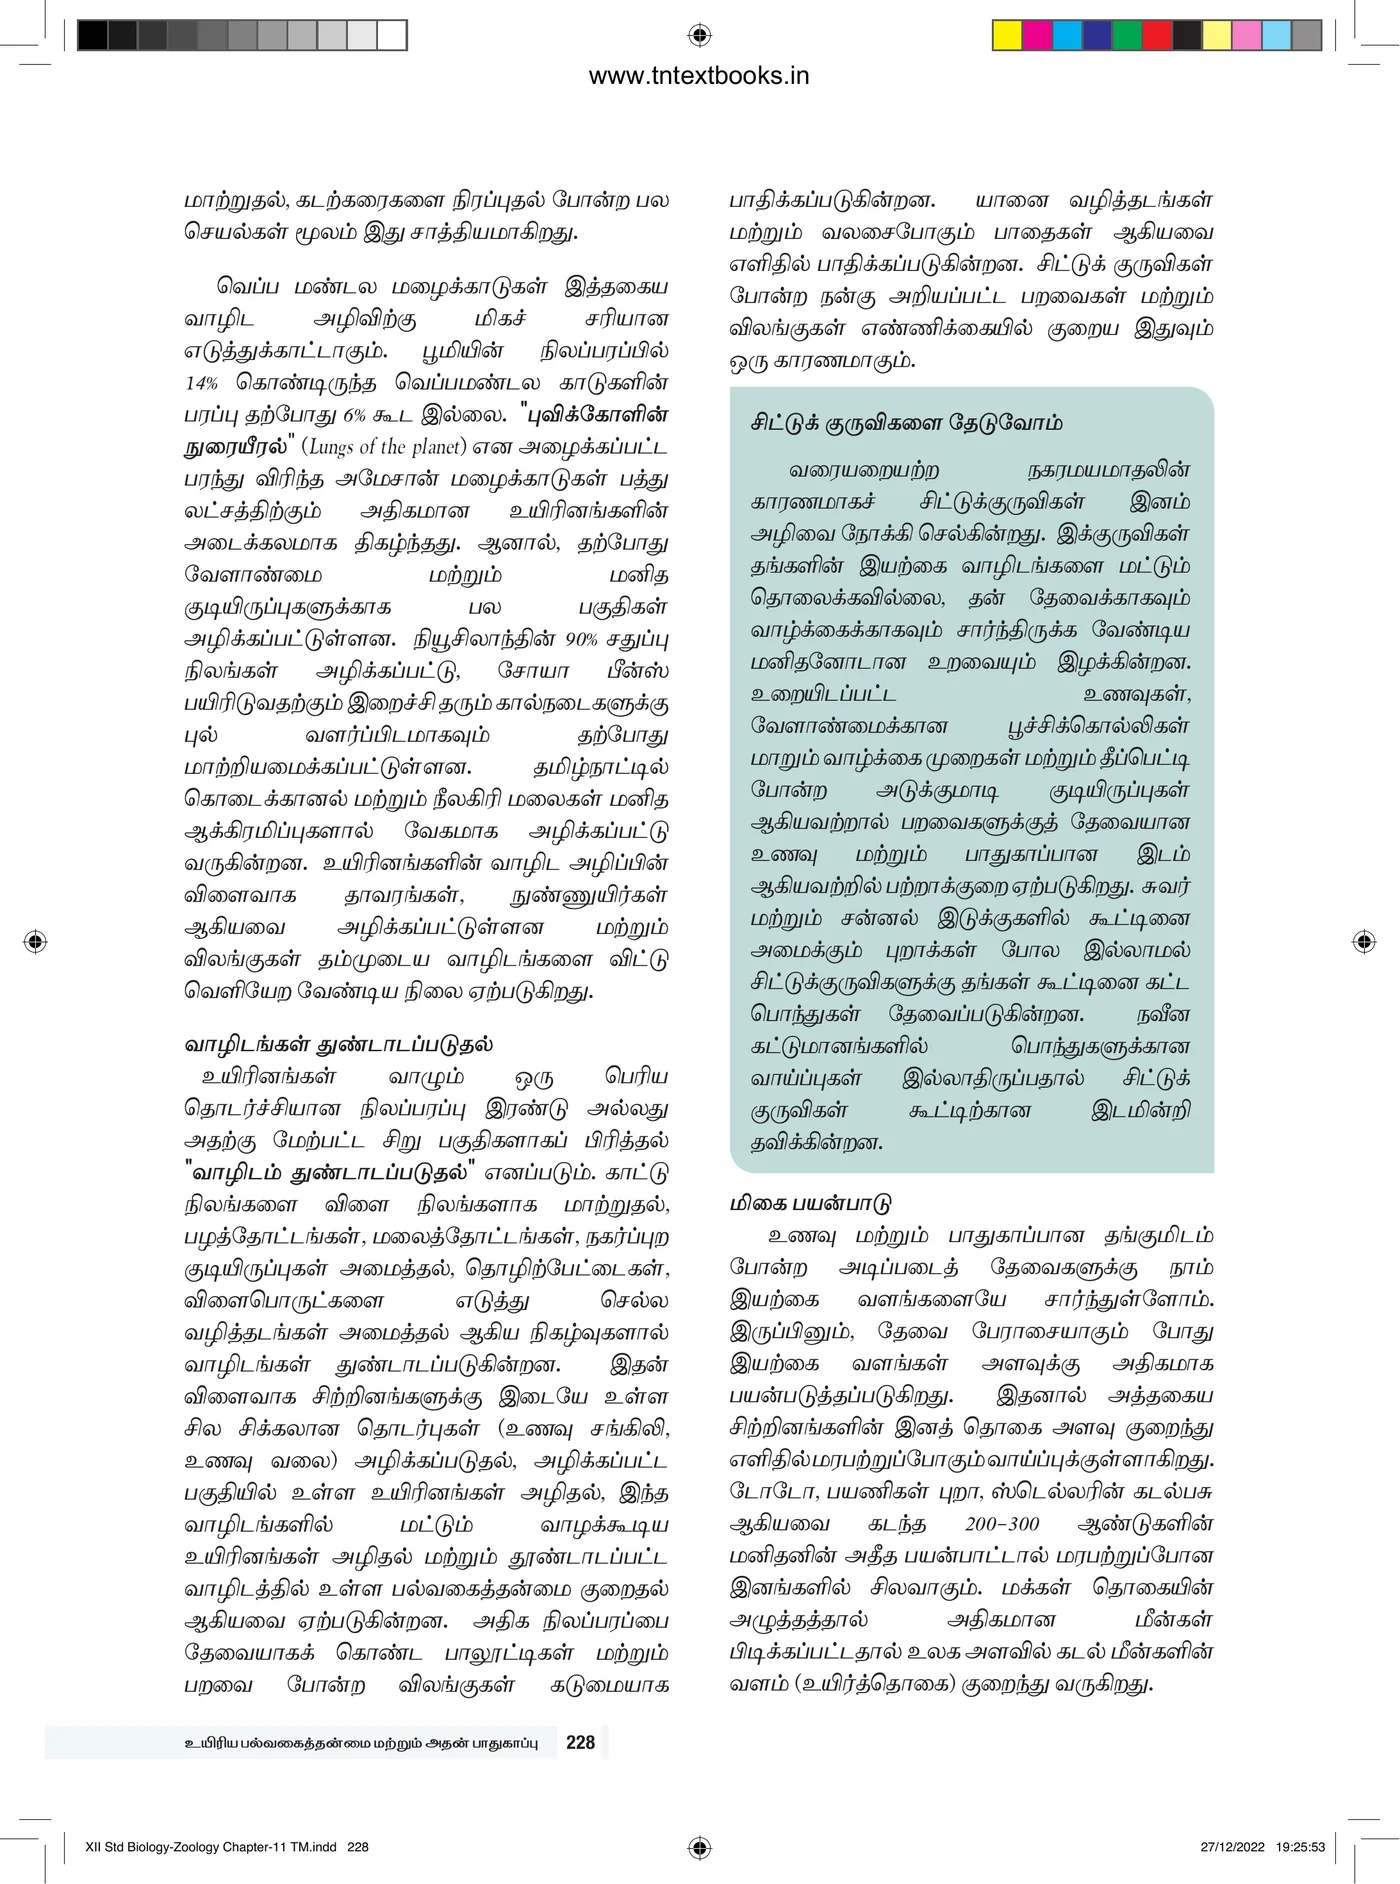 www.tntextbooks.in
மாற்றுதல், கடற்கரைகளை நிரப்புதல் போன்ற பல
செயல்கள் மூலம் இது சாத்தியமாகிறது.
வெப்ப மண்டல மழைக்காடுகள் இத்தகைய
வாழிட அழிவிற்கு மிகச் சரியான
எடுத்துக்காட்டாகும். பூமியின் நிலப்பரப்பில்
14% கொண்டிருந்த வெப்பமண்டல காடுகளின்
பரப்பு தற்போது 6% கூட இல்லை. "புவிக்கோளின்
நுரையீரல்" (Lungs of the planet) என அழைக்கப்பட்ட
பரந்து விரிந்த அமேசான் மழைக்காடுகள் பத்து
லட்சத்திற்கும் அதிகமான உயிரினங்களின்
அடைக்கலமாக திகழ்ந்தது. ஆனால், தற்போது
வேளாண்மை மற்றும் மனித
குடியிருப்புகளுக்காக பல பகுதிகள்
அழிக்கப்பட்டுள்ளன. நியூசிலாந்தின் 90% சதுப்பு
நிலங்கள் அழிக்கப்பட்டு, சோயா பீன்ஸ்
பயிரிடுவதற்கும் இறைச்சி தரும் கால்நடைகளுக்கு
புல் வளர்ப்பிடமாகவும் தற்போது
மாற்றியமைக்கப்பட்டுள்ளன. தமிழ்நாட்டில்
கொடைக்கானல் மற்றும் நீலகிரி மலைகள் மனித
ஆக்கிரமிப்புகளால் வேகமாக அழிக்கப்பட்டு
வருகின்றன. உயிரினங்களின் வாழிட அழிப்பின்
விளைவாக தாவரங்கள், நுண்ணுயிர்கள்
ஆகியவை அழிக்கப்பட்டுள்ளன மற்றும்
விலங்குகள் தம்முடைய வாழிடங்களை விட்டு
வெளியேற வேண்டிய நிலை ஏற்படுகிறது.
வாழிடங்கள் துண்டாடப்படுதல்
உயிரினங்கள் வாழும் ஒரு பெரிய
தொடர்ச்சியான நிலப்பரப்பு இரண்டு அல்லது
அதற்கு மேற்பட்ட சிறு பகுதிகளாகப் பிரித்தல்
"வாழிடம் துண்டாடப்படுதல்" எனப்படும். காட்டு
நிலங்களை விளை நிலங்களாக மாற்றுதல்,
பழத்தோட்டங்கள், மலைத்தோட்டங்கள், நகர்ப்புற
குடியிருப்புகள் அமைத்தல், தொழிற்பேட்டைகள்,
விளைபொருட்களை எடுத்து செல்ல
வழித்தடங்கள் அமைத்தல் ஆகிய நிகழ்வுகளால்
வாழிடங்கள் துண்டாடப்படுகின்றன. இதன்
விளைவாக சிற்றினங்களுக்கு இடையே உள்ள
சில சிக்கலான தொடர்புகள் (உணவு சங்கிலி,
உணவு வலை) அழிக்கப்படுதல், அழிக்கப்பட்ட
பகுதியில் உள்ள உயிரினங்கள் அழிதல், இந்த
வாழிடங்களில் மட்டும் வாழக்கூடிய
உயிரினங்கள் அழிதல் மற்றும் தூண்டாடப்பட்ட
வாழிடத்தில் உள்ள பல்வகைத்தன்மை குறைதல்
ஆகியவை ஏற்படுகின்றன. அதிக நிலப்பரப்பை
தேவையாகக் கொண்ட பாலூட்டிகள் மற்றும்
பறவை போன்ற விலங்குகள் கடுமையாக
பாதிக்கப்படுகின்றன. யானை வழித்தடங்கள்
மற்றும் வலசைபோகும் பாதைகள் ஆகியவை
எளிதில் பாதிக்கப்படுகின்றன. சிட்டுக் குருவிகள்
போன்ற நன்கு அறியப்பட்ட பறவைகள் மற்றும்
விலங்குகள் எண்ணிக்கையில் குறைய இதுவும்
ஒரு காரணமாகும்.
சிட்டுக் குருவிகளை தேடுவோம்
வரையறையற்ற நகரமயமாதலின்
காரணமாகச் சிட்டுக்குருவிகள் இனம்
அழிவை நோக்கி செல்கின்றது. இக்குருவிகள்
தங்களின் இயற்கை வாழிடங்களை மட்டும்
தொலைக்கவில்லை, தன் தேவைக்காகவும்
வாழ்க்கைக்காகவும் சார்ந்திருக்க வேண்டிய
மனிதனோடான உறவையும் இழக்கின்றன.
உறையிடப்பட்ட உணவுகள்,
வேளாண்மைக்கான பூச்சிக்கொல்லிகள்
மாறும் வாழ்க்கை முறைகள் மற்றும் தீப்பெட்டி
போன்ற அடுக்குமாடி குடியிருப்புகள்
ஆகியவற்றால் பறவைகளுக்குத் தேவையான
உணவு மற்றும் பாதுகாப்பான இடம்
ஆகியவற்றில் பற்றாக்குறை ஏற்படுகிறது. சுவர்
மற்றும் சன்னல் இடுக்குகளில் கூட்டினை
அமைக்கும் புறாக்கள் போல இல்லாமல்
சிட்டுக்குருவிகளுக்கு தங்கள் கூட்டினை கட்ட
பொந்துகள் தேவைப்படுகின்றன. நவீன
கட்டுமானங்களில் பொந்துகளுக்கான
வாய்ப்புகள் இல்லாதிருப்பதால் சிட்டுக்
குருவிகள் கூட்டிற்கான இடமின்றி
தவிக்கின்றன.
மிகை பயன்பாடு
உணவு மற்றும் பாதுகாப்பான தங்குமிடம்
போன்ற அடிப்படைத் தேவைகளுக்கு நாம்
இயற்கை வளங்களையே சார்ந்துள்ளோம்.
இருப்பினும், தேவை பேராசையாகும் போது
இயற்கை வளங்கள் அளவுக்கு அதிகமாக
பயன்படுத்தப்படுகிறது. இதனால் அத்தகைய
சிற்றினங்களின் இனத் தொகை அளவு குறைந்து
எளிதில் மரபற்றுப்போகும் வாய்ப்புக்குள்ளாகிறது.
டோடோ, பயணிகள் புறா, ஸ்டெல்லரின் கடல்பசு
ஆகியவை கடந்த 200-300 ஆண்டுகளின்
மனிதனின் அதீத பயன்பாட்டால் மரபற்றுப்போன
இனங்களில் சிலவாகும். மக்கள் தொகையின்
அழுத்தத்தால் அதிகமான மீன்கள்
பிடிக்கப்பட்டதால் உலக அளவில் கடல் மீன்களின்
வளம் (உயிர்த்தொகை) குறைந்து வருகிறது.
உயிரிய பல்வகைத்தன்மை மற்றும் அதன் பாதுகாப்பு 228
XII Std Biology-Zoology Chapter-11 TM.indd 228
27/12/2022 19:25:53